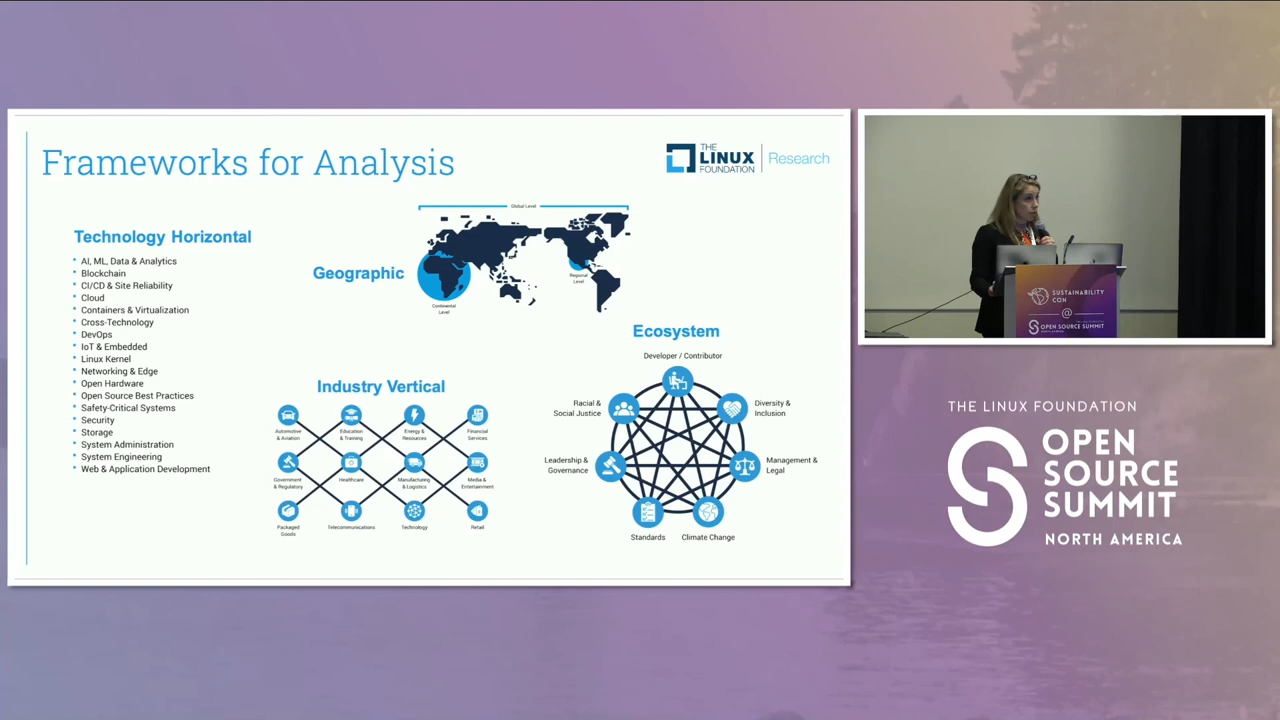 Frameworks for Analysis
THE
LINUX
FOUNDATION
Research
Technology Horizontal
AI, ML, Data & Analytics
Blockchain
CI/CD & Site Reliability
Cloud
Containers & Virtualization
Cross-Technology
DevOps
IoT & Embedded
Linux Kernel
Networking & Edge
Open Hardware
Open Source Best Practices
Safety-Critical Systems
Security
Storage
System Administration
System Engineering
Web & Application Development
Geographic
Global Level
Continental
Level
Regional
Level
Industry Vertical
Automotive
& Aviation
Education
& Training
Energy &
Resources
Financial
Services
Government
& Regulatory
Healthcare
Manufacturing
& Logistics
Media &
Entertainment
Packaged
Goods
Telecommunications
Technology
Retail
Ecosystem
Developer / Contributor
Racial &
Social Justice
Diversity &
Inclusion
Leadership &
Governance
Management &
Legal
Standards
Climate Change
SUSTAINABILITY
CON
@
OPEN SOURCE SUMMIT
THE LINUX FOUNDATION
OPEN
SOURCE
SUMMIT
NORTH AMERICA